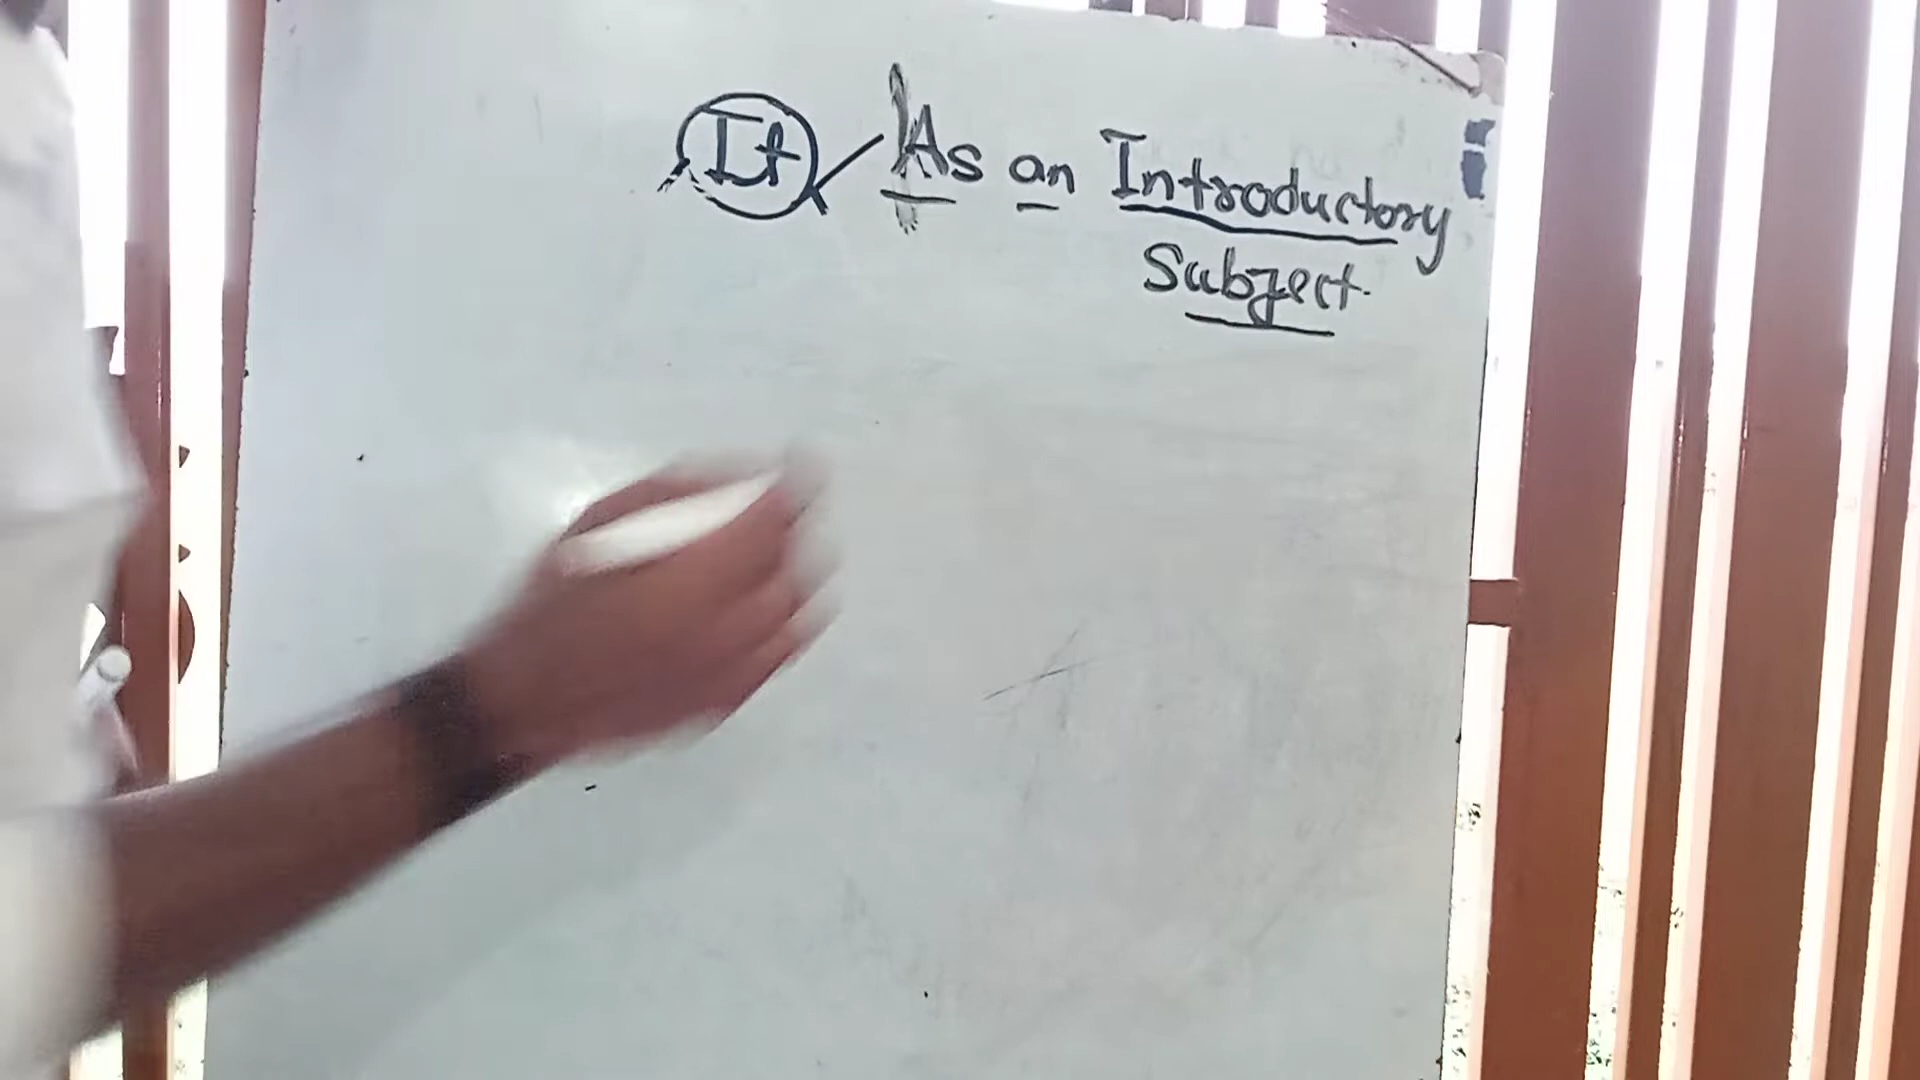 It / As an Introductory
Subject.